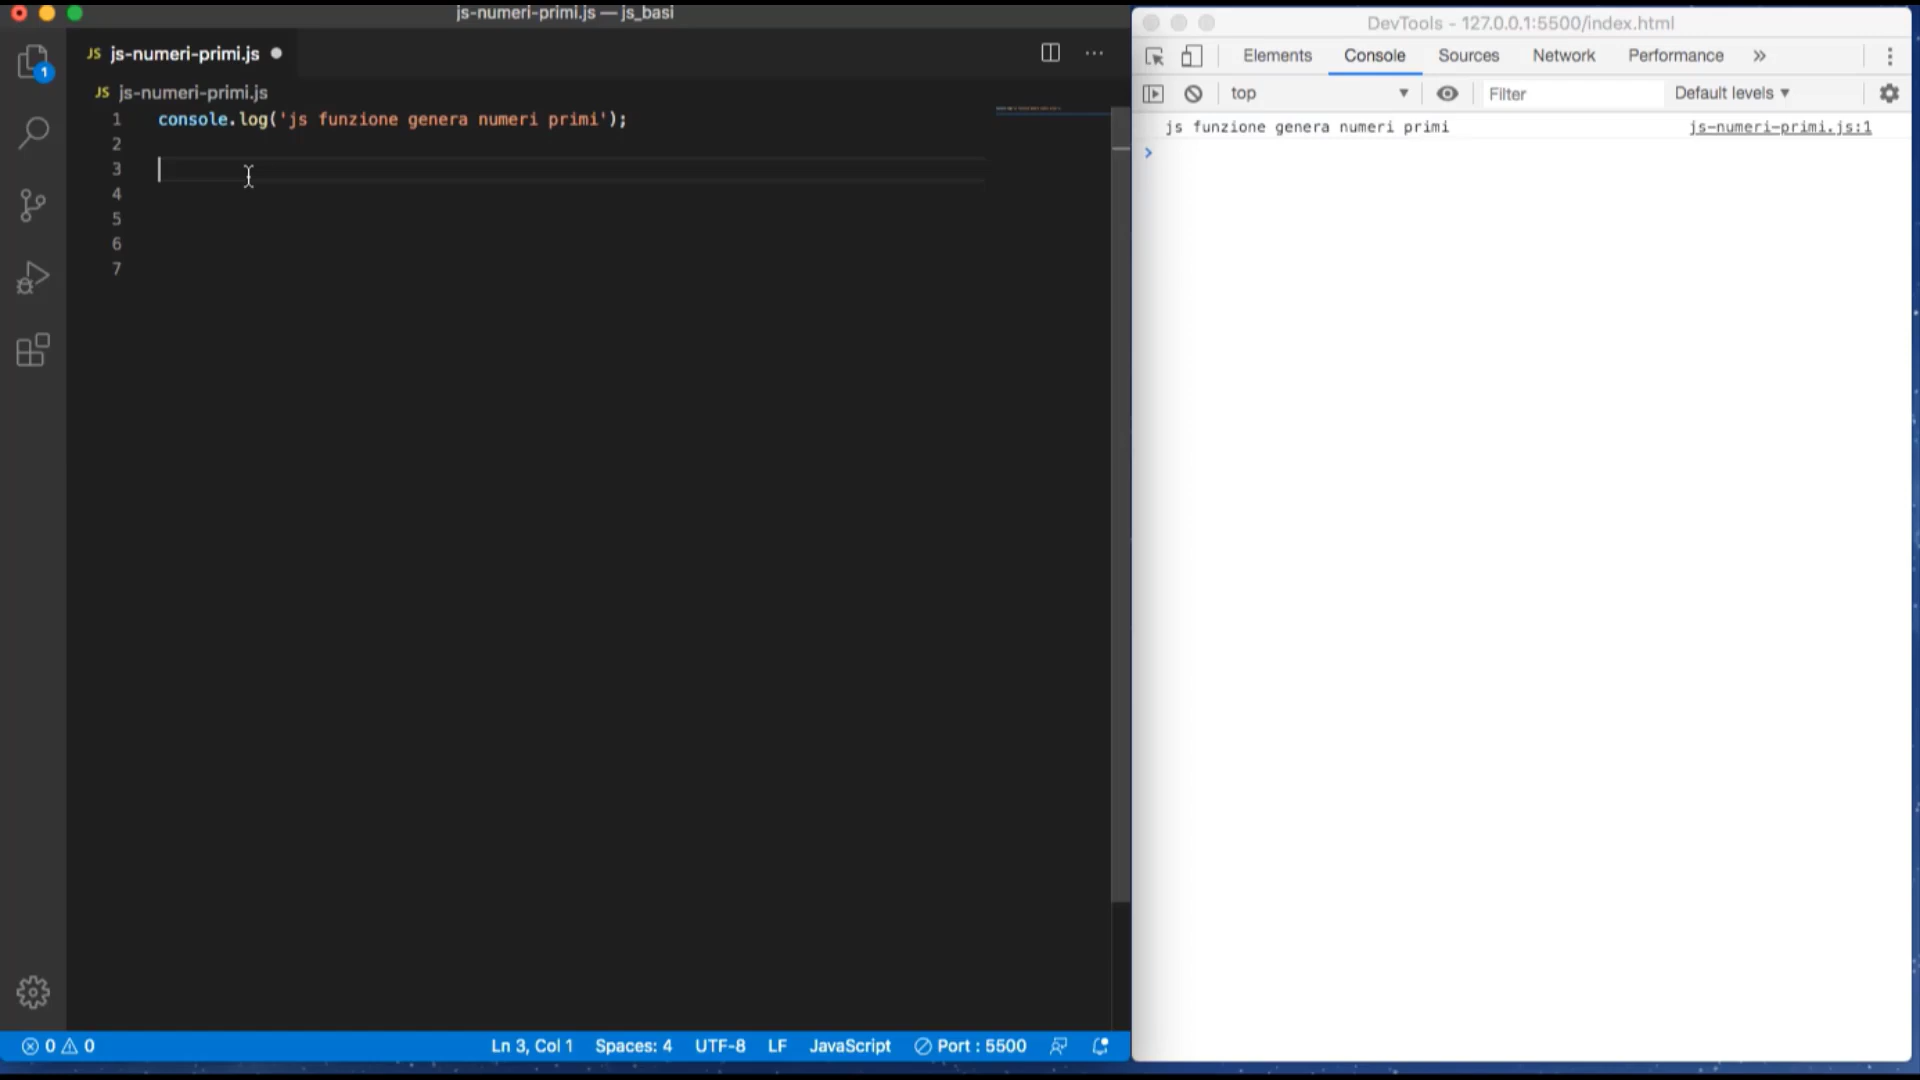 js-numeri-primi.js — js_basi
JS js-numeri-primi.js
JS js-numeri-primi.js
1 console.log('js funzione genera numeri primi');
2
3
4
5
6
7
1
0 0
Ln 3, Col 1 Spaces: 4 UTF-8 LF JavaScript Port : 5500
DevTools - 127.0.0.1:5500/index.html
Elements Console Sources Network Performance »
top Filter Default levels
js funzione genera numeri primi js-numeri-primi.js:1